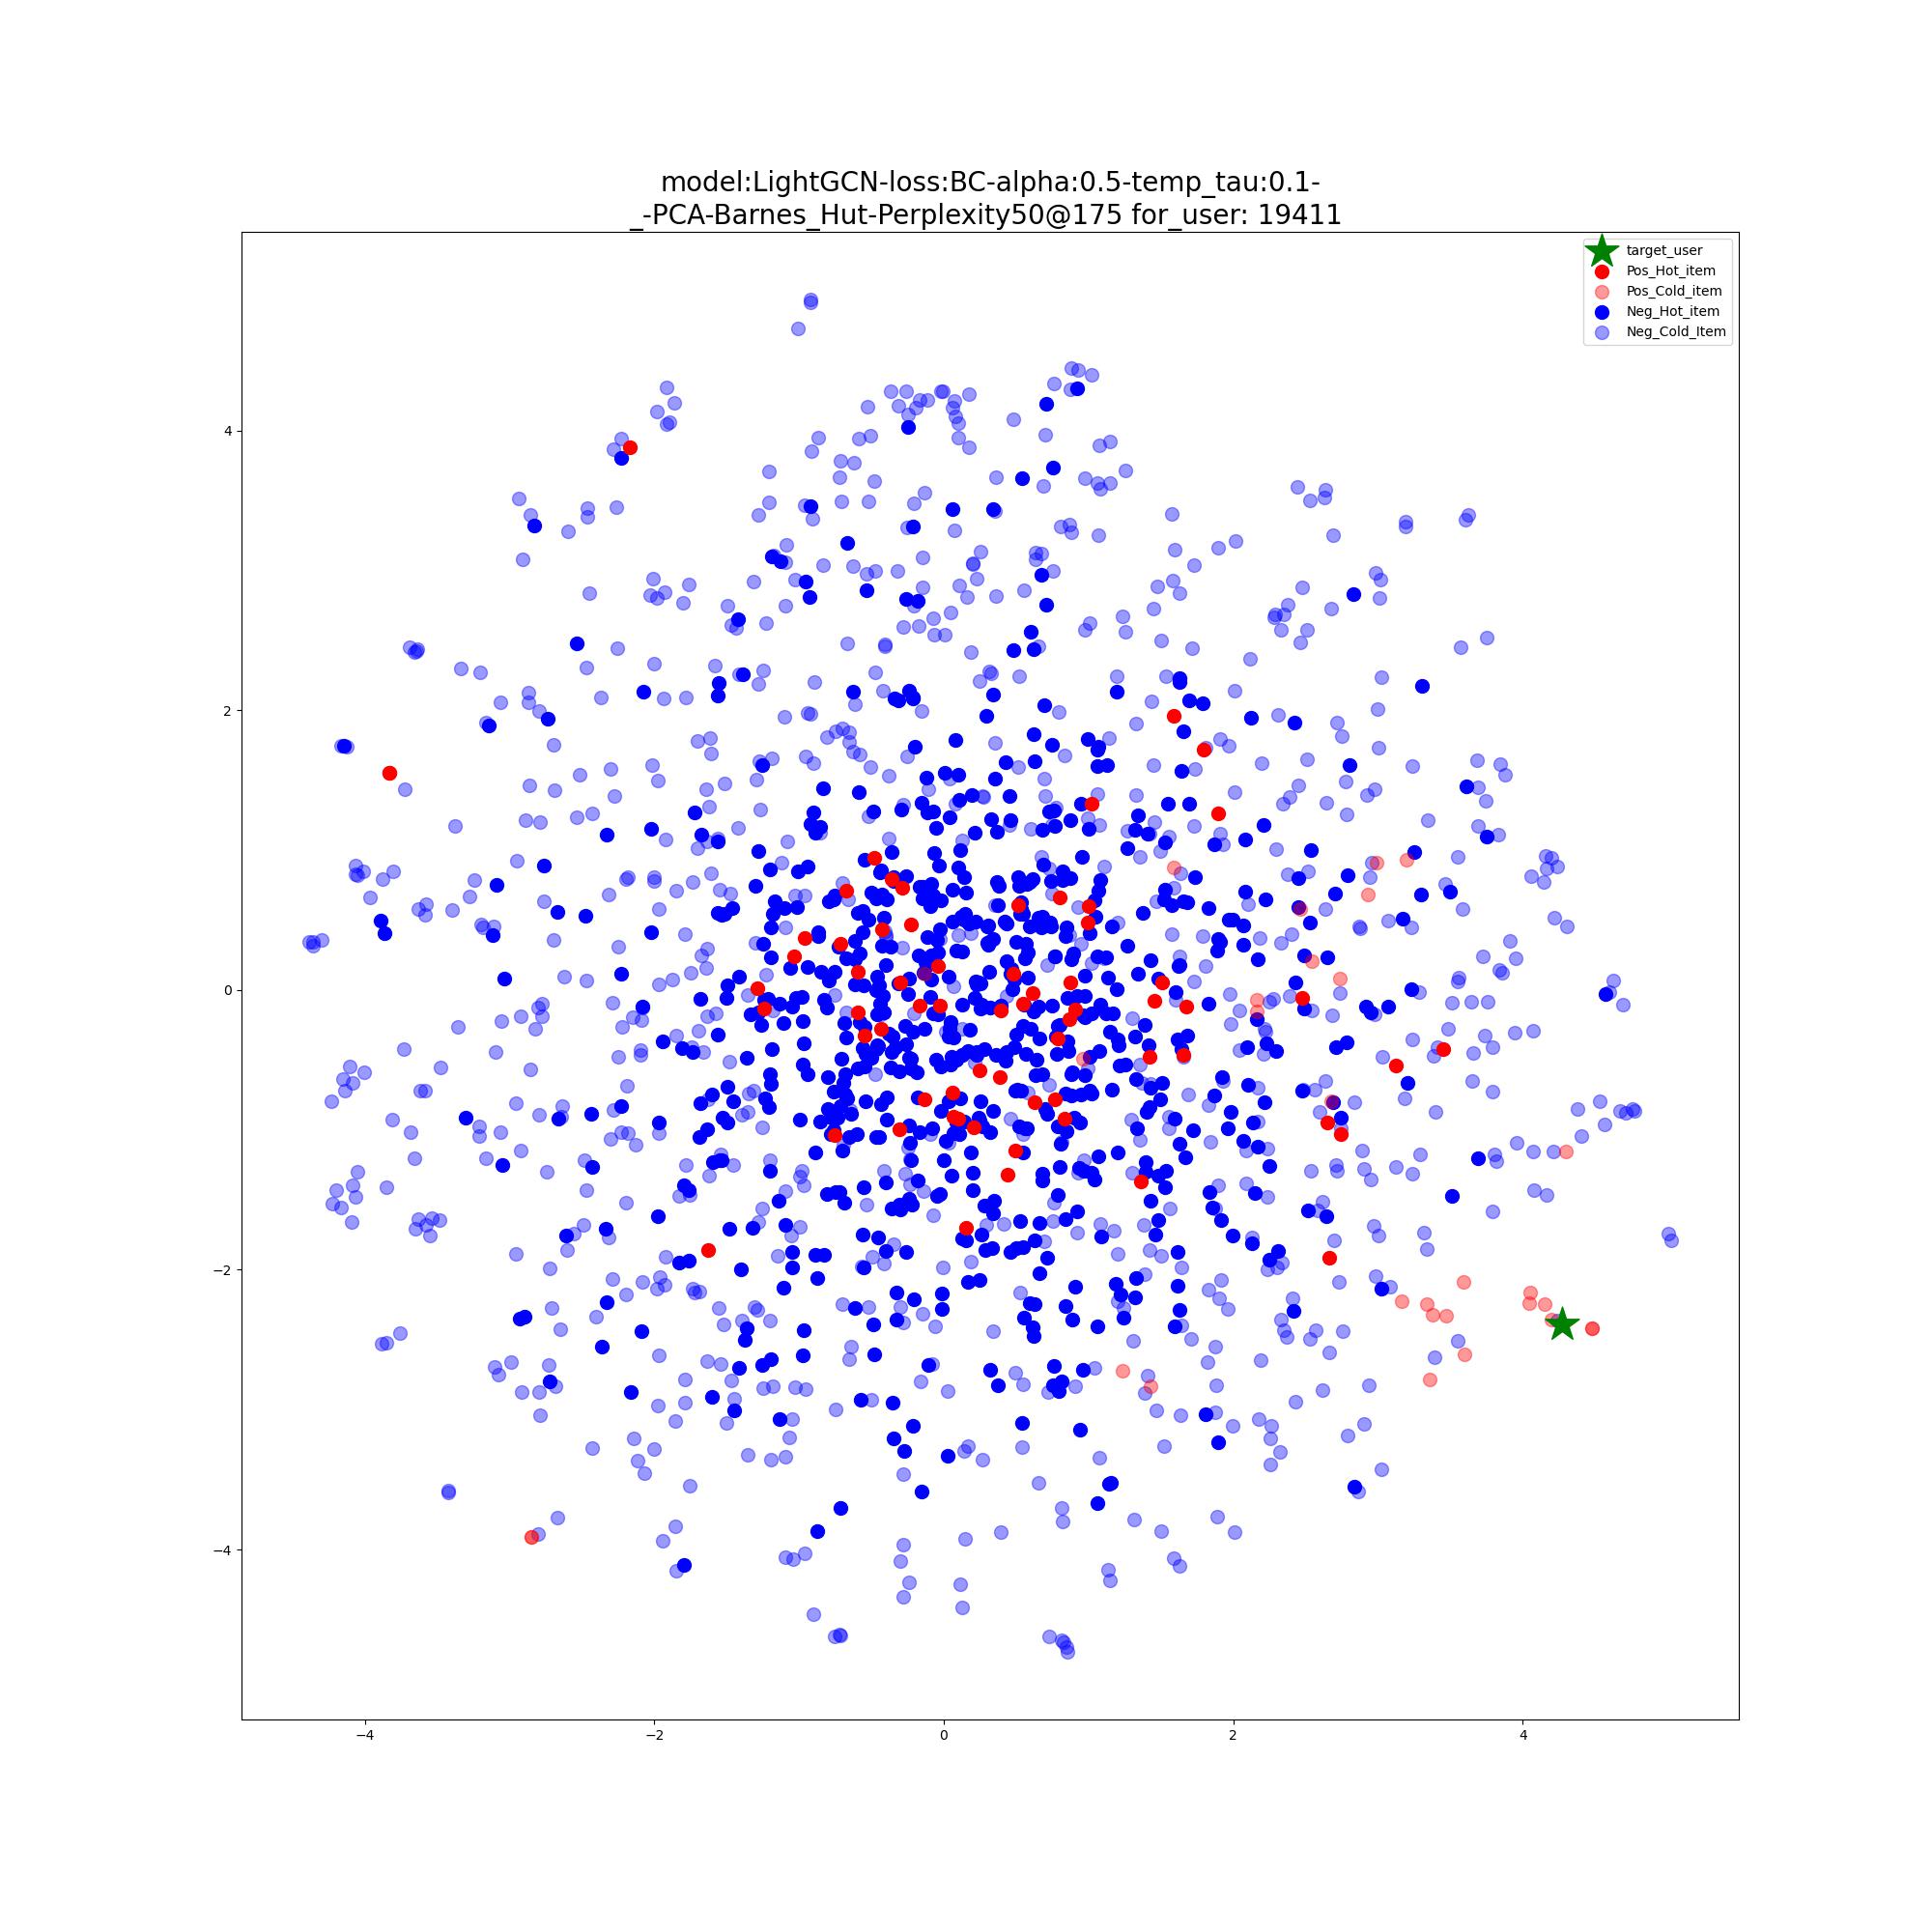 model:LightGCN-loss:BC-alpha:0.5-temp_tau:0.1-
_-PCA-Barnes_Hut-Perplexity50@175 for_user: 19411
target_user
Pos_Hot_item
Pos_Cold_item
Neg_Hot_item
Neg_Cold_Item
4
2
0
−2
−4
−4
−2
0
2
4